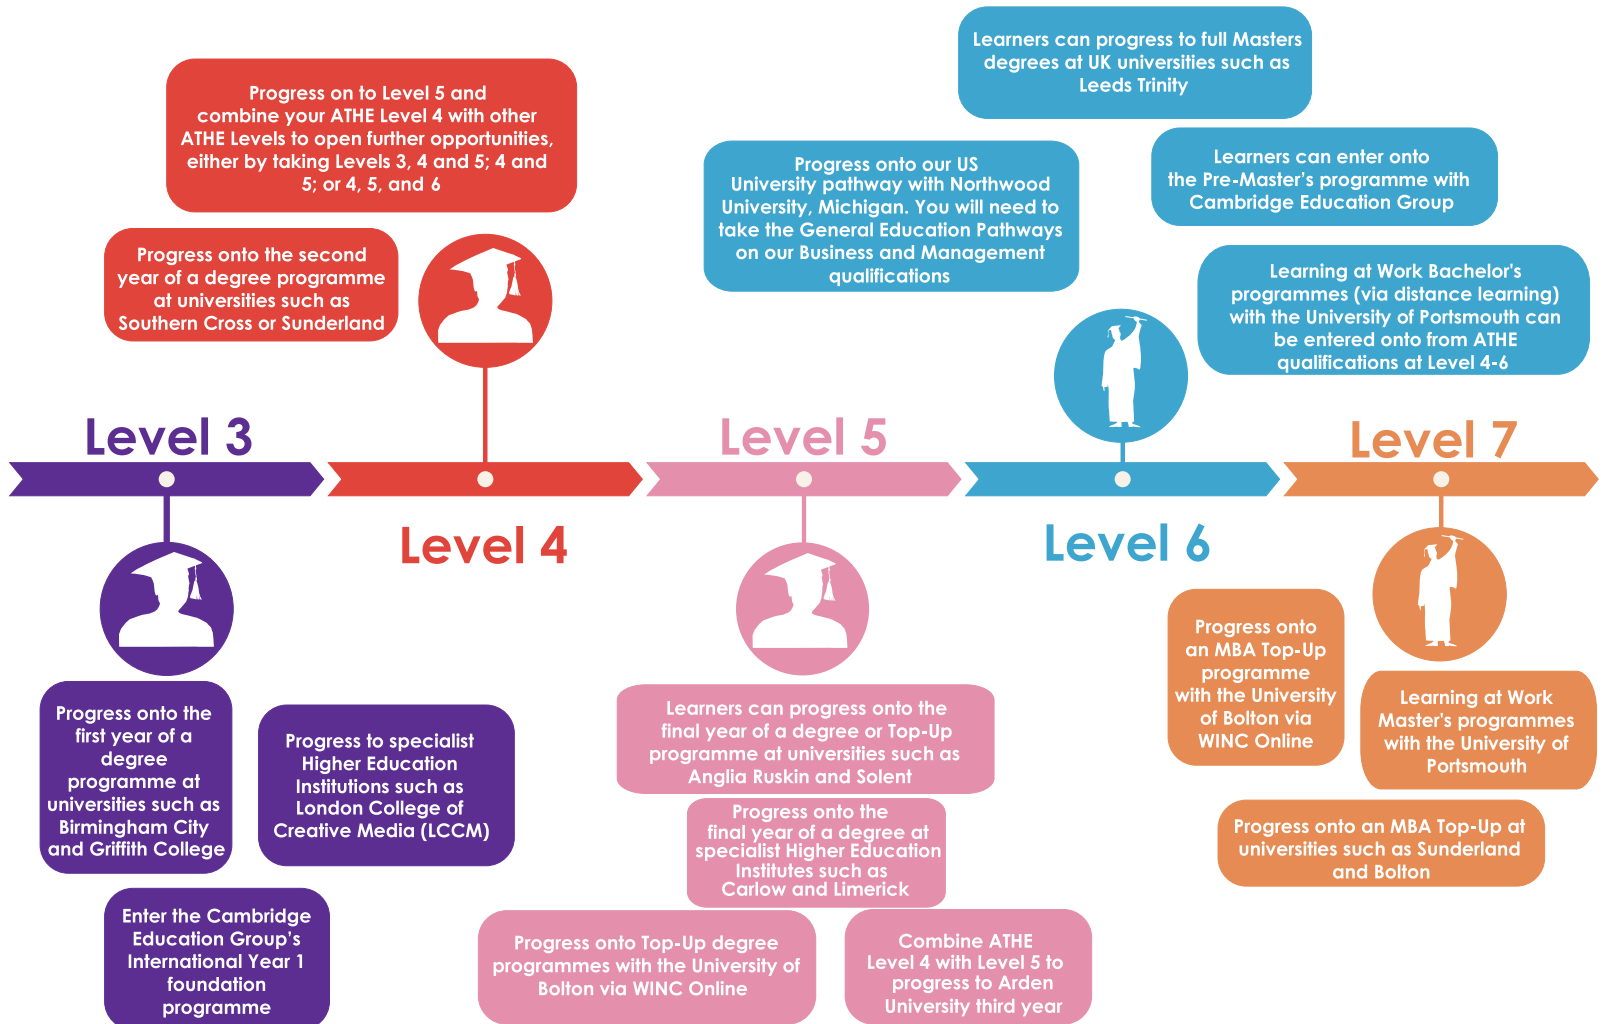 Learners can progress to full Masters
degrees at UK universities such as
Leeds Trinity
Progress on to Level 5 and
combine your ATHE Level 4 with other
ATHE Levels to open further opportunities,
either by taking Levels 3, 4 and 5; 4 and
5; or 4, 5, and 6
Progress onto our US
University pathway with Northwood
University, Michigan. You will need to
take the General Education Pathways
on our Business and Management
qualifications
Learners can enter onto
the Pre-Master's programme with
Cambridge Education Group
Progress onto the second
year of a degree programme
at universities such as
Southern Cross or Sunderland
Learning at Work Bachelor's
programmes (via distance learning)
with the University of Portsmouth can
be entered onto from ATHE
qualifications at Level 4-6
Level 3
Level 5
Level 7
Level 4
Level 6
Progress onto the
first year of a
degree
programme at
universities such as
Birmingham City
and Griffith College
Progress to specialist
Higher Education
Institutions such as
London College of
Creative Media (LCCM)
Enter the Cambridge
Education Group's
International Year 1
foundation
programme
Learners can progress onto the
final year of a degree or Top-Up
programme at universities such as
Anglia Ruskin and Solent
Progress onto the
final year of a degree at
specialist Higher Education
Institutes such as
Carlow and Limerick
Progress onto Top-Up degree
programmes with the University of
Bolton via WINC Online
Combine ATHE
Level 4 with Level 5 to
progress to Arden
University third year
Progress onto
an MBA Top-Up
programme
with the University
of Bolton via
WINC Online
Learning at Work
Master's programmes
with the University of
Portsmouth
Progress onto an MBA Top-Up at
universities such as Sunderland
and Bolton